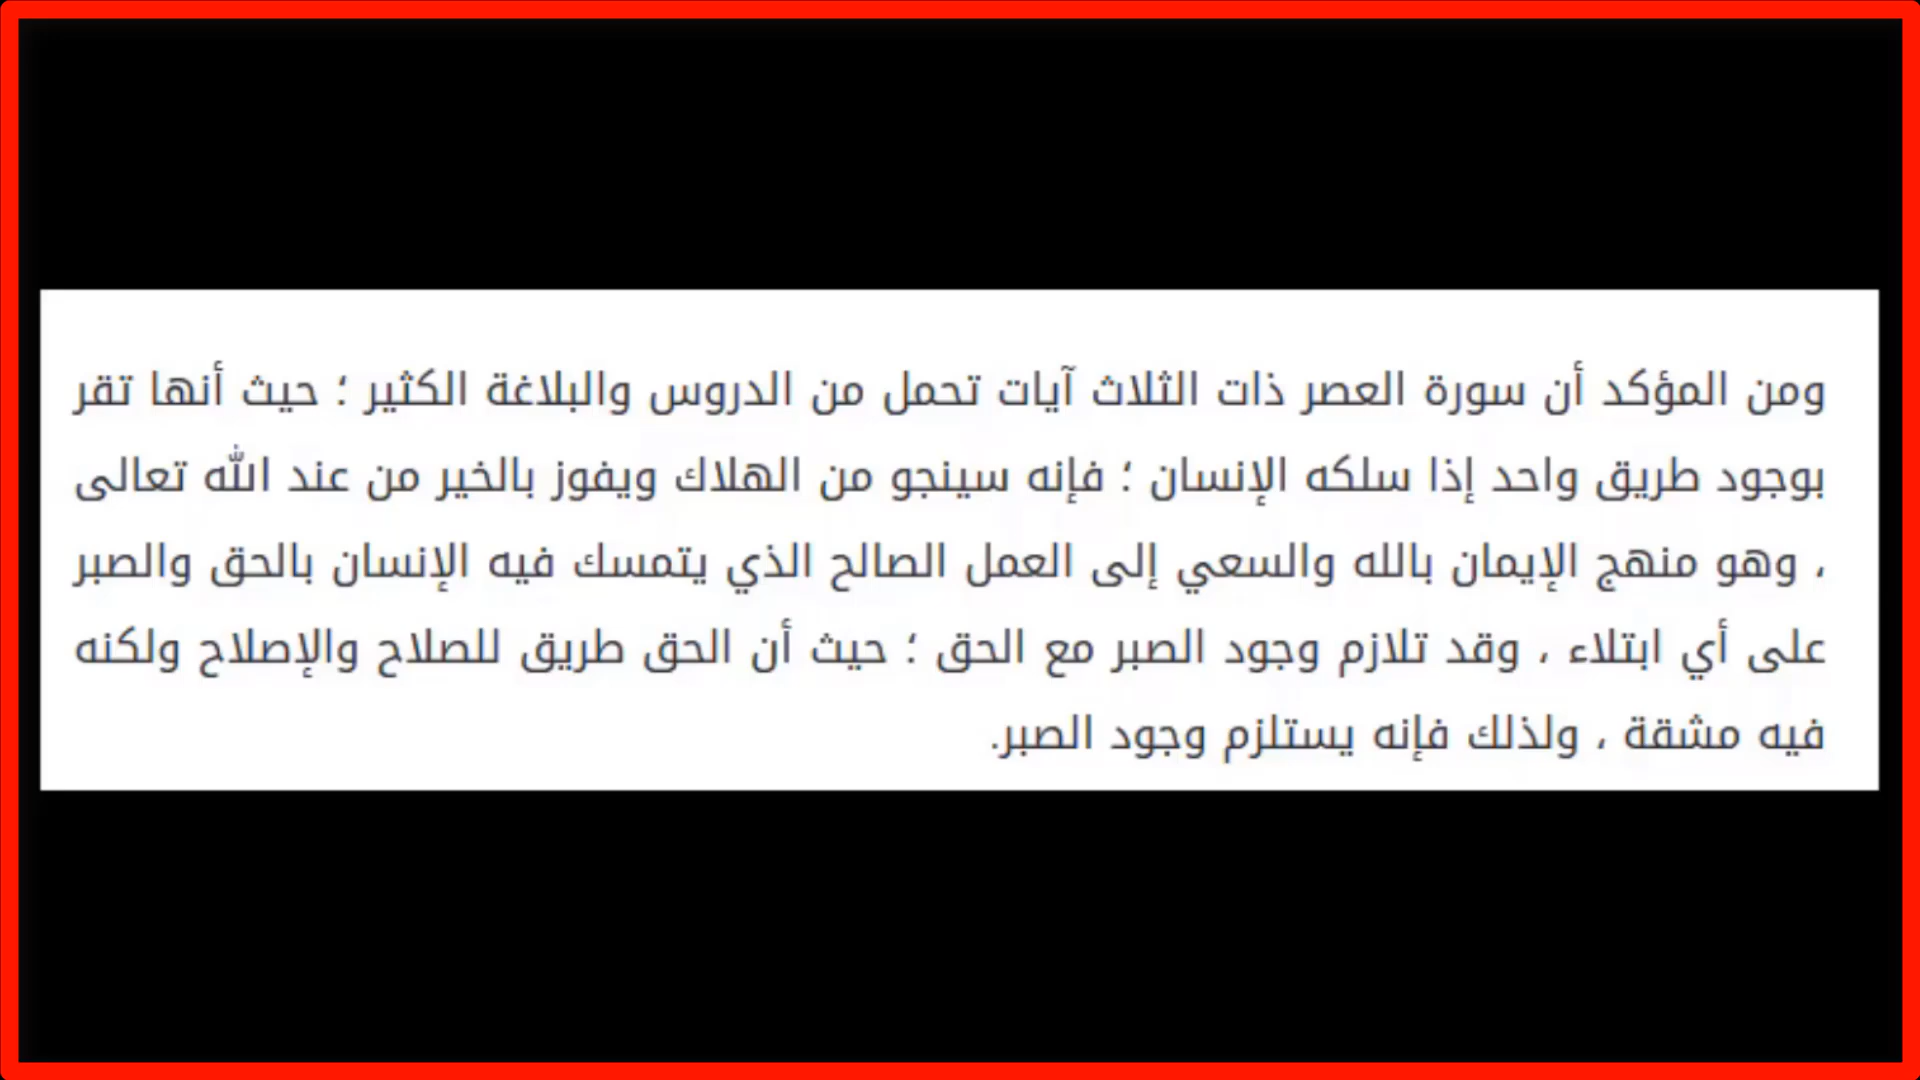 ومن المؤكد أن سورة العصر ذات الثلاث آيات تحمل من الدروس والبلاغة الكثير ؛ حيث أنها تقر
بوجود طريق واحد إذا سلكه الإنسان ؛ فإنه سينجو من الهلاك ويفوز بالخير من عند الله تعالى
، وهو منهج الإيمان بالله والسعي إلى العمل الصالح الذي يتمسك فيه الإنسان بالحق والصبر
على أي ابتلاء ، وقد تلازم وجود الصبر مع الحق ؛ حيث أن الحق طريق للصلاح والإصلاح ولكنه
فيه مشقة ، ولذلك فإنه يستلزم وجود الصبر.